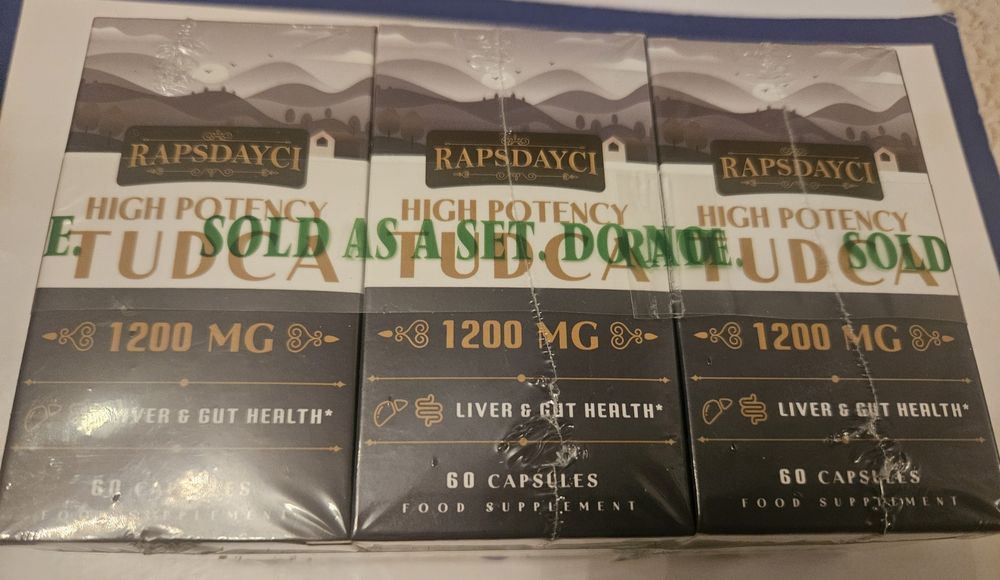 RAPSDAYCI
HIGH POTENCY
TUDCA
1200 MG
LIVER & GUT HEALTH*
60 CAPSULES
FOOD SUPPLEMENT
RAPSDAYCI
HIGH POTENCY
TUDCA
1200 MG
LIVER & GUT HEALTH*
60 CAPSULES
FOOD SUPPLEMENT
RAPSDAYCI
HIGH POTENCY
TUDCA
1200 MG
LIVER & GUT HEALTH*
60 CAPSULES
FOOD SUPPLEMENT
E. SOLD AS A SET. DO SOLD